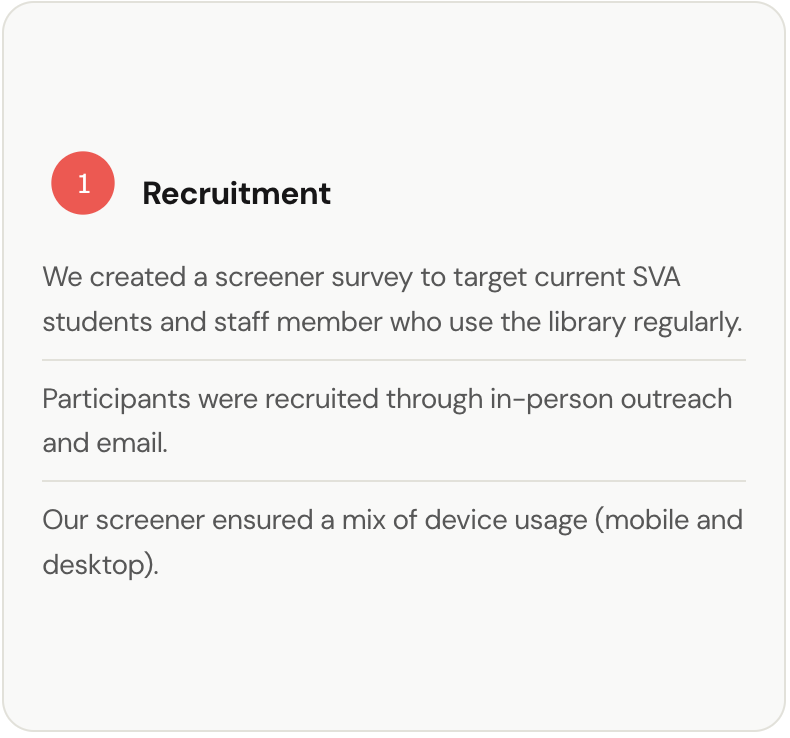 1 Recruitment
We created a screener survey to target current SVA
students and staff member who use the library regularly.
Participants were recruited through in-person outreach
and email.
Our screener ensured a mix of device usage (mobile and
desktop).